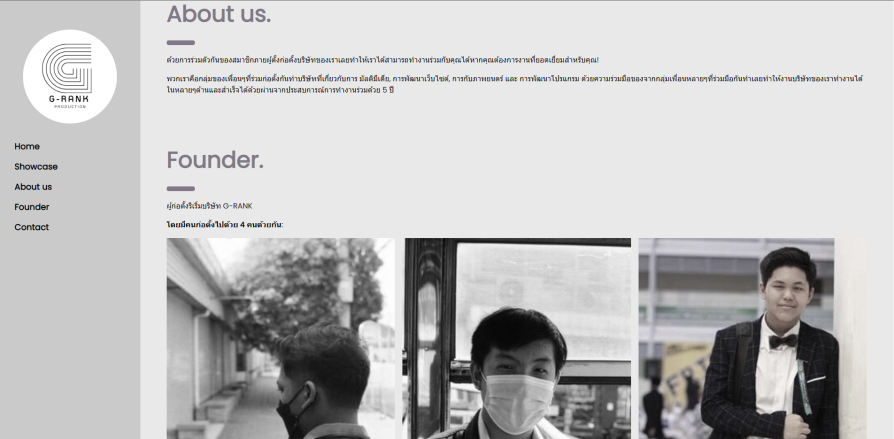 G-RANK
PRODUCTION
Home
Showcase
About us
Founder
Contact
About us.
ด้วยการร่วมตัวกันของสมาชิกภายผู้ตั้งก่อตั้งบริษัทของเราเลยทำให้เราได้สามารถทำงานร่วมกับคุณได้หากคุณต้องการงานที่ยอดเยี่ยมสำหรับคุณ!
พวกเราคือกลุ่มของเพื่อนๆที่ร่วมก่อตั้งกันทำบริษัทที่เกี่ยวกับการ มัลติมีเดีย, การพัฒนาเว็บไซต์, การกำกับภาพยนตร์ และ การพัฒนาโปรแกรม ด้วยความร่วมมือของจากกลุ่มเพื่อนหลายๆที่ร่วมมือกันทำเลยทำให้งานบริษัทของเราทำงานได้
ในหลายๆด้านและสำเร็จได้ด้วยผ่านจากประสบการณ์การทำงานร่วมด้วย 5 ปี
Founder.
ผู้ก่อตั้งริเริ่มบริษัท G-RANK
โดยมีคนก่อตั้งไปด้วย 4 คนด้วยกัน: